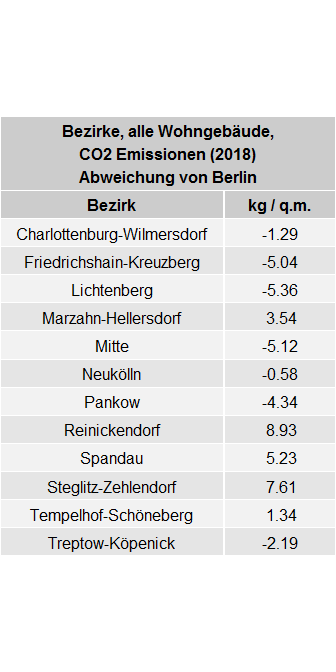 Bezirke, alle Wohngebäude,
CO2 Emissionen (2018)
Abweichung von Berlin
Bezirk kg / q.m.
Charlottenburg-Wilmersdorf -1.29
Friedrichshain-Kreuzberg -5.04
Lichtenberg -5.36
Marzahn-Hellersdorf 3.54
Mitte -5.12
Neukölln -0.58
Pankow -4.34
Reinickendorf 8.93
Spandau 5.23
Steglitz-Zehlendorf 7.61
Tempelhof-Schöneberg 1.34
Treptow-Köpenick -2.19